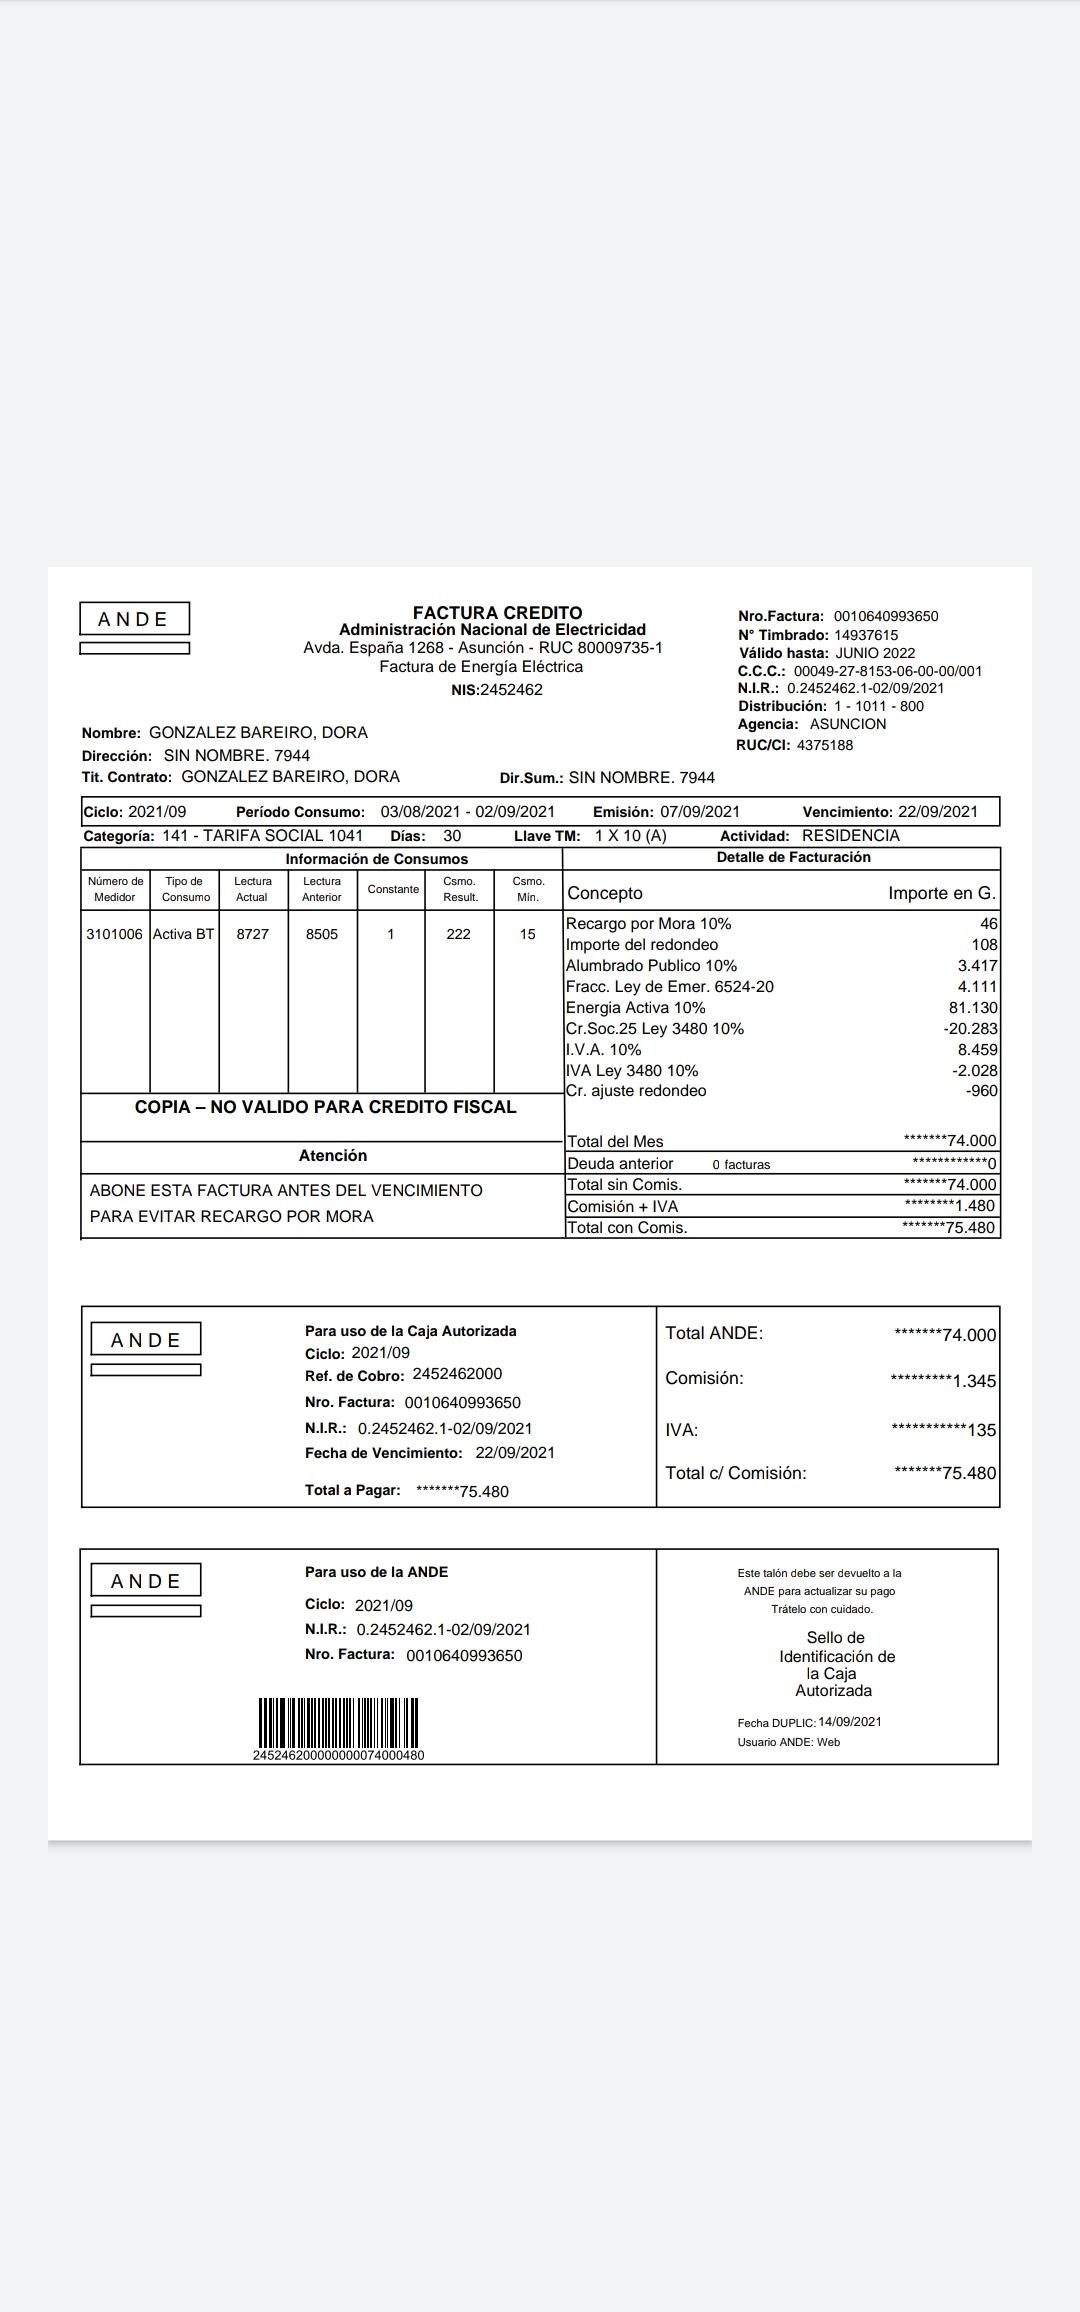 ANDE
FACTURA CREDITO
Administración Nacional de Electricidad
Avda. España 1268 - Asunción - RUC 80009735-1
Factura de Energía Eléctrica
NIS:2452462
Nro.Factura: 0010640993650
N° Timbrado: 14937615
Válido hasta: JUNIO 2022
C.C.C.: 00049-27-8153-06-00-00/001
N.I.R.: 0.2452462.1-02/09/2021
Distribución: 1 - 1011 - 800
Agencia: ASUNCION
RUC/CI: 4375188
Nombre: GONZALEZ BAREIRO, DORA
Dirección: SIN NOMBRE. 7944
Tit. Contrato: GONZALEZ BAREIRO, DORA Dir.Sum.: SIN NOMBRE. 7944
Ciclo: 2021/09 Período Consumo: 03/08/2021 - 02/09/2021 Emisión: 07/09/2021 Vencimiento: 22/09/2021
Categoría: 141 - TARIFA SOCIAL 1041 Días: 30 Llave TM: 1 X 10 (A) Actividad: RESIDENCIA
Información de Consumos
Número de Medidor Tipo de Consumo Lectura Actual Lectura Anterior Constante Csmo. Result. Csmo. Mín.
3101006 Activa BT 8727 8505 1 222 15
COPIA – NO VALIDO PARA CREDITO FISCAL
Atención
ABONE ESTA FACTURA ANTES DEL VENCIMIENTO
PARA EVITAR RECARGO POR MORA
Detalle de Facturación
Concepto Importe en G.
Recargo por Mora 10% 46
Importe del redondeo 108
Alumbrado Publico 10% 3.417
Fracc. Ley de Emer. 6524-20 4.111
Energia Activa 10% 81.130
Cr.Soc.25 Ley 3480 10% -20.283
I.V.A. 10% 8.459
IVA Ley 3480 10% -2.028
Cr. ajuste redondeo -960
Total del Mes *******74.000
Deuda anterior 0 facturas ************0
Total sin Comis. *******74.000
Comisión + IVA ********1.480
Total con Comis. *******75.480
ANDE
Para uso de la Caja Autorizada
Ciclo: 2021/09
Ref. de Cobro: 2452462000
Nro. Factura: 0010640993650
N.I.R.: 0.2452462.1-02/09/2021
Fecha de Vencimiento: 22/09/2021
Total a Pagar: *******75.480
Total ANDE: *******74.000
Comisión: *********1.345
IVA: ***********135
Total c/ Comisión: *******75.480
ANDE
Para uso de la ANDE
Ciclo: 2021/09
N.I.R.: 0.2452462.1-02/09/2021
Nro. Factura: 0010640993650
245246200000000074000480
Este talón debe ser devuelto a la
ANDE para actualizar su pago
Trátelo con cuidado.
Sello de
Identificación de
la Caja
Autorizada
Fecha DUPLIC: 14/09/2021
Usuario ANDE: Web